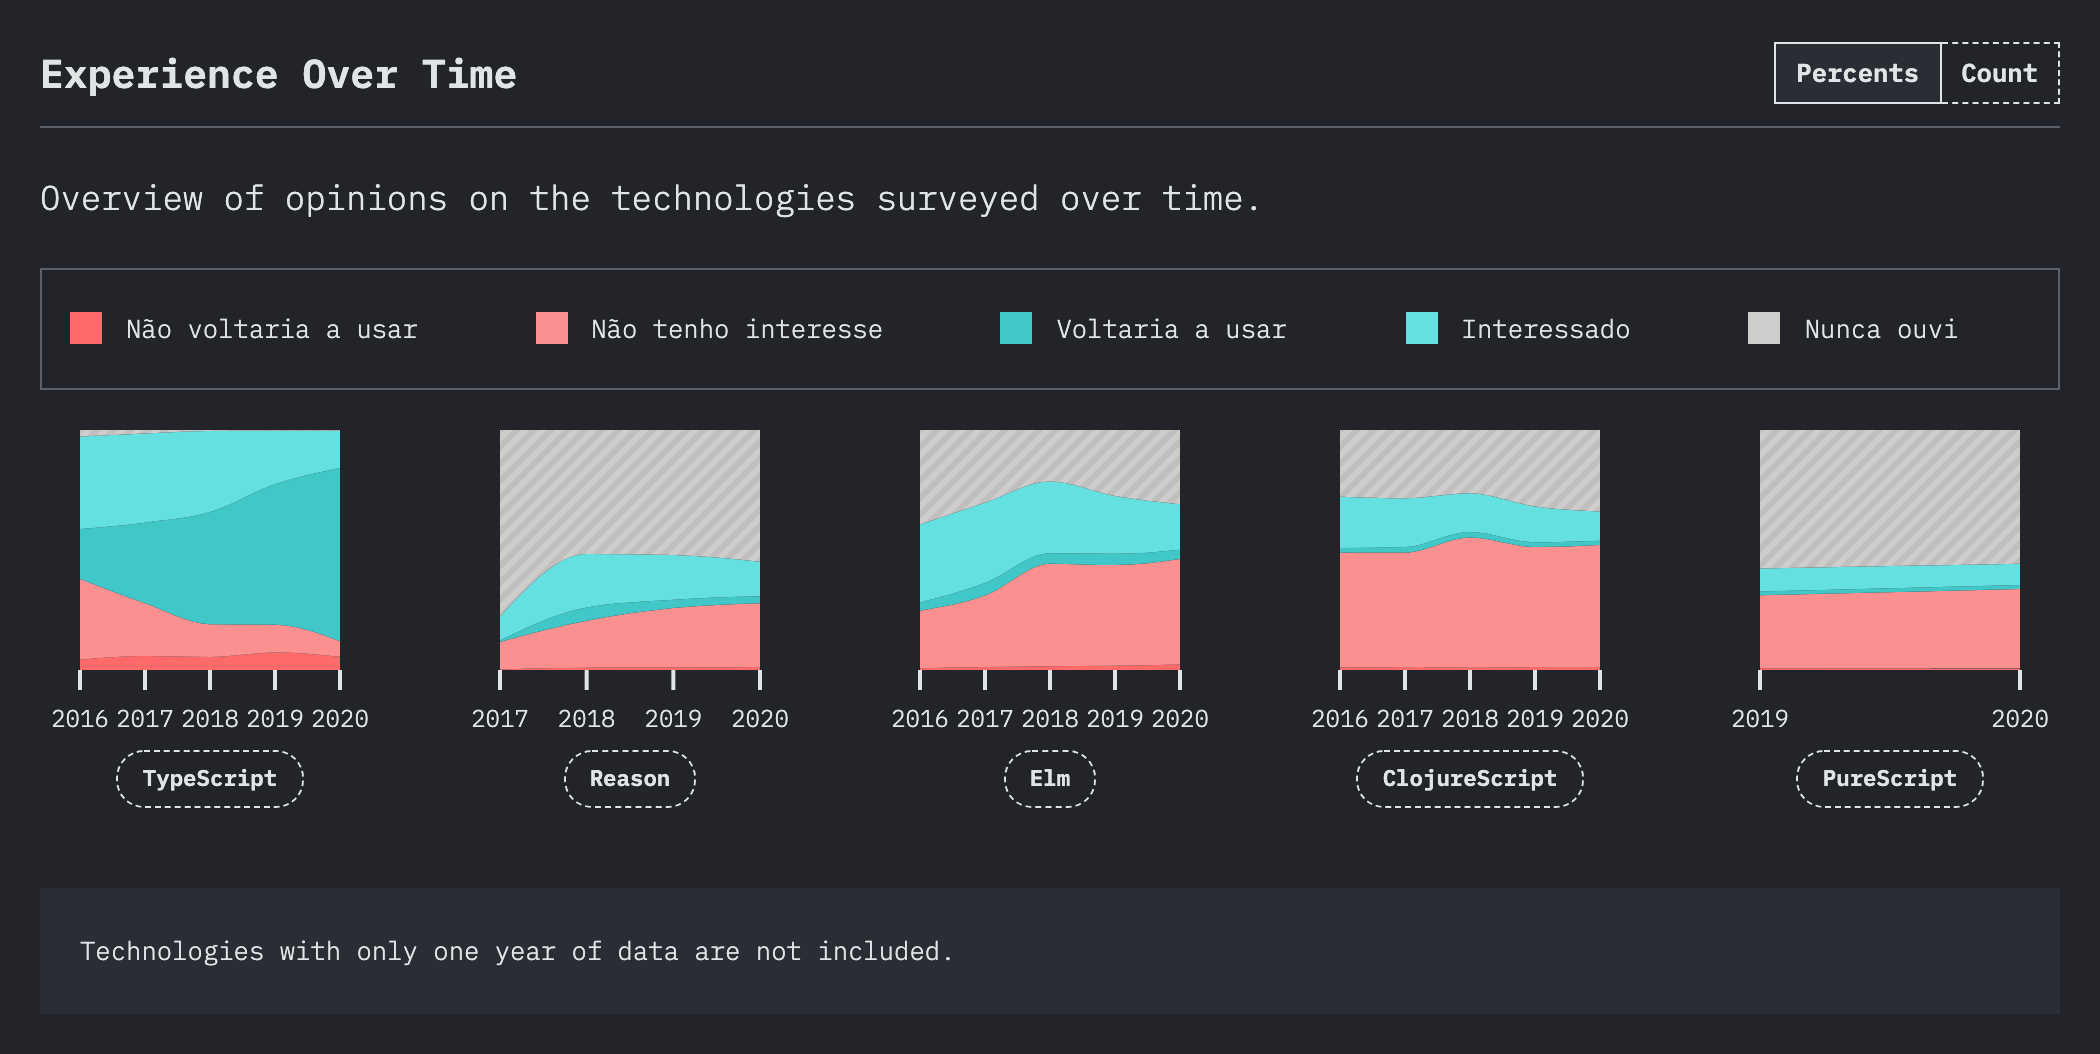 Experience Over Time
Percents Count
Overview of opinions on the technologies surveyed over time.
Não voltaria a usar Não tenho interesse Voltaria a usar Interessado Nunca ouvi
2016 2017 2018 2019 2020
TypeScript
2017 2018 2019 2020
Reason
2016 2017 2018 2019 2020
Elm
2016 2017 2018 2019 2020
ClojureScript
2019 2020
PureScript
Technologies with only one year of data are not included.